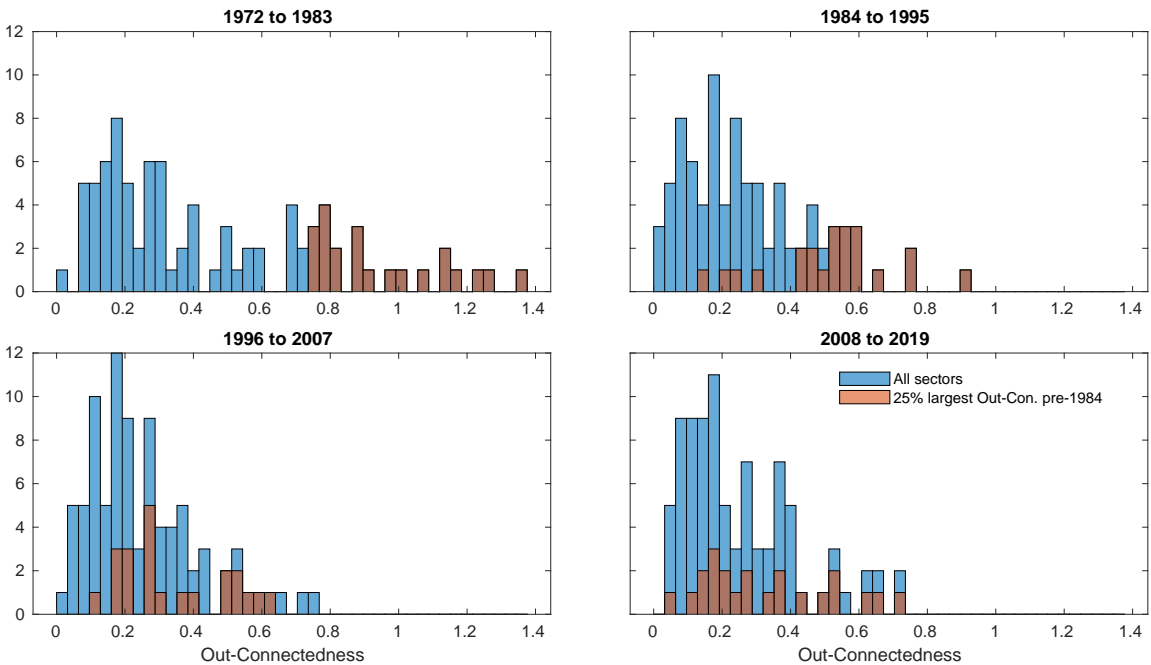 1972 to 1983
12
10
8
6
4
2
0
0 0.2 0.4 0.6 0.8 1 1.2 1.4
1984 to 1995
0 0.2 0.4 0.6 0.8 1 1.2 1.4
1996 to 2007
12
10
8
6
4
2
0
0 0.2 0.4 0.6 0.8 1 1.2 1.4
Out-Connectedness
2008 to 2019
All sectors
25% largest Out-Con. pre-1984
0 0.2 0.4 0.6 0.8 1 1.2 1.4
Out-Connectedness